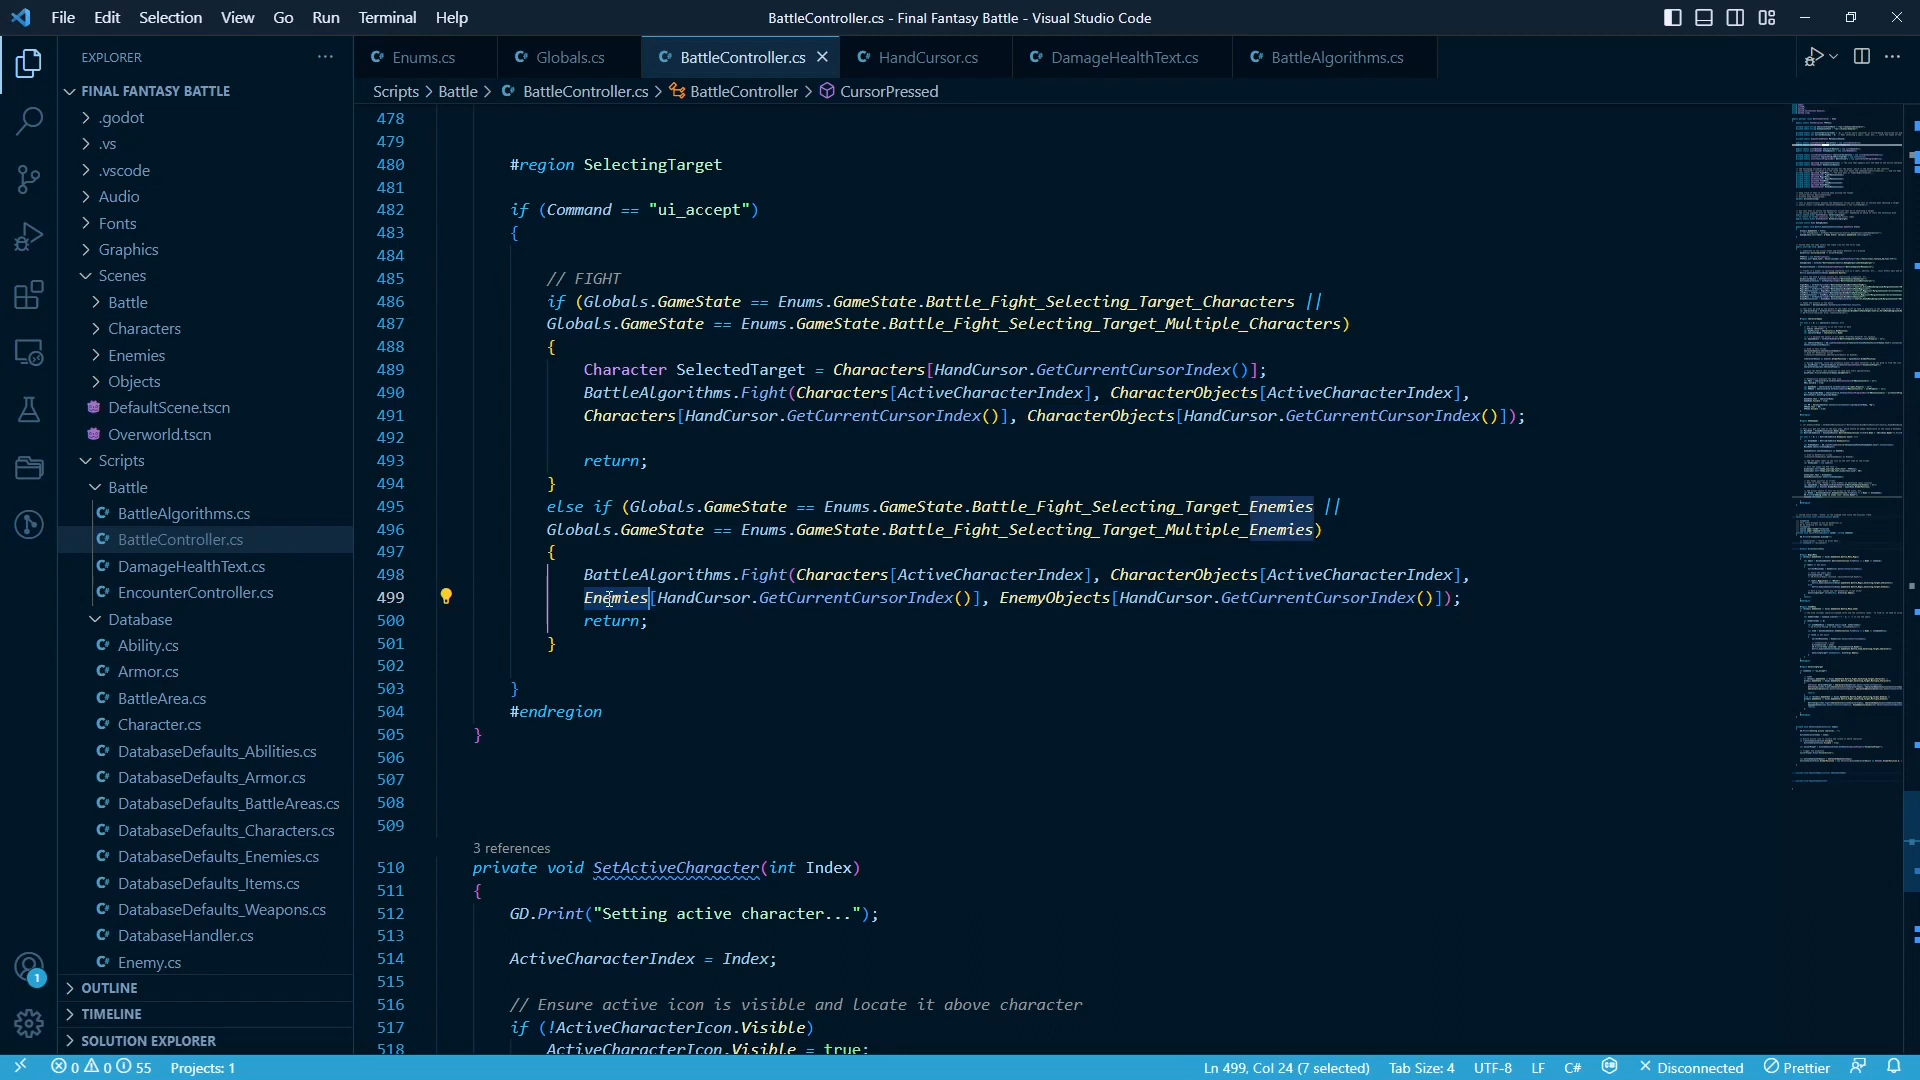 File Edit Selection View Go Run Terminal Help
BattleController.cs - Final Fantasy Battle - Visual Studio Code
EXPLORER
Enums.cs
Globals.cs
BattleController.cs
HandCursor.cs
DamageHealthText.cs
BattleAlgorithms.cs
Scripts > Battle > BattleController.cs > BattleController > CursorPressed
FINAL FANTASY BATTLE
.godot
.vs
.vscode
Audio
Fonts
Graphics
Scenes
Battle
Characters
Enemies
Objects
DefaultScene.tscn
Overworld.tscn
Scripts
Battle
BattleAlgorithms.cs
BattleController.cs
DamageHealthText.cs
EncounterController.cs
Database
Ability.cs
Armor.cs
BattleArea.cs
Character.cs
DatabaseDefaults_Abilities.cs
DatabaseDefaults_Armor.cs
DatabaseDefaults_BattleAreas.cs
DatabaseDefaults_Characters.cs
DatabaseDefaults_Enemies.cs
DatabaseDefaults_Items.cs
DatabaseDefaults_Weapons.cs
DatabaseHandler.cs
Enemy.cs
OUTLINE
TIMELINE
SOLUTION EXPLORER
1
478
479
480 #region SelectingTarget
481
482 if (Command == "ui_accept")
483 {
484
485 // FIGHT
486 if (Globals.GameState == Enums.GameState.Battle_Fight_Selecting_Target_Characters ||
487 Globals.GameState == Enums.GameState.Battle_Fight_Selecting_Target_Multiple_Characters)
488 {
489 Character SelectedTarget = Characters[HandCursor.GetCurrentCursorIndex()];
490 BattleAlgorithms.Fight(Characters[ActiveCharacterIndex], CharacterObjects[ActiveCharacterIndex],
491 Characters[HandCursor.GetCurrentCursorIndex()], CharacterObjects[HandCursor.GetCurrentCursorIndex()]);
492
493 return;
494 }
495 else if (Globals.GameState == Enums.GameState.Battle_Fight_Selecting_Target_Enemies ||
496 Globals.GameState == Enums.GameState.Battle_Fight_Selecting_Target_Multiple_Enemies)
497 {
498 BattleAlgorithms.Fight(Characters[ActiveCharacterIndex], CharacterObjects[ActiveCharacterIndex],
499 Enemies[HandCursor.GetCurrentCursorIndex()], EnemyObjects[HandCursor.GetCurrentCursorIndex()]);
500 return;
501 }
502
503 }
504 #endregion
505 }
506
507
508
509
3 references
510 private void SetActiveCharacter(int Index)
511 {
512 GD.Print("Setting active character...");
513
514 ActiveCharacterIndex = Index;
515
516 // Ensure active icon is visible and locate it above character
517 if (!ActiveCharacterIcon.Visible)
518 ActiveCharacterIcon.Visible = true;
0 0 55 Projects: 1
Ln 499, Col 24 (7 selected) Tab Size: 4 UTF-8 LF C# Disconnected Prettier